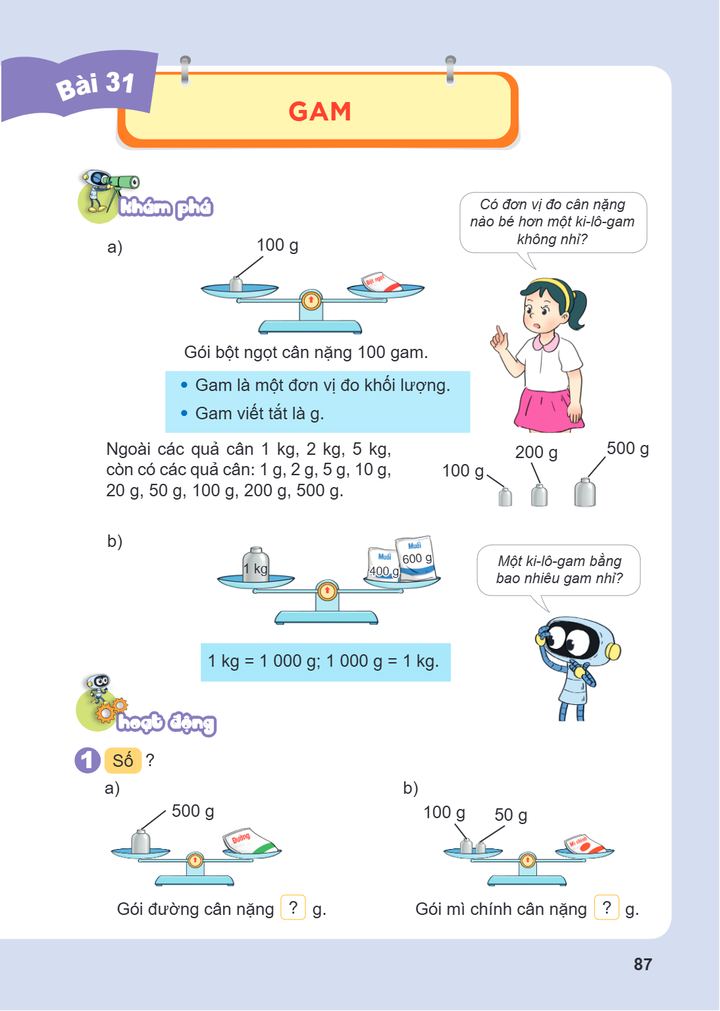 Bài 31
GAM
khám phá
Có đơn vị đo cân nặng
nào bé hơn một ki-lô-gam
không nhỉ?
a)
100 g
Bột ngọt
Gói bột ngọt cân nặng 100 gam.
• Gam là một đơn vị đo khối lượng.
• Gam viết tắt là g.
Ngoài các quả cân 1 kg, 2 kg, 5 kg,
còn có các quả cân: 1 g, 2 g, 5 g, 10 g,
20 g, 50 g, 100 g, 200 g, 500 g.
100 g
200 g
500 g
b)
1 kg
Muối
400 g
Muối
600 g
Một ki-lô-gam bằng
bao nhiêu gam nhỉ?
1 kg = 1 000 g; 1 000 g = 1 kg.
hoạt động
1 Số ?
a)
500 g
Đường
Gói đường cân nặng ? g.
b)
100 g
50 g
Mì chính
Gói mì chính cân nặng ? g.
87